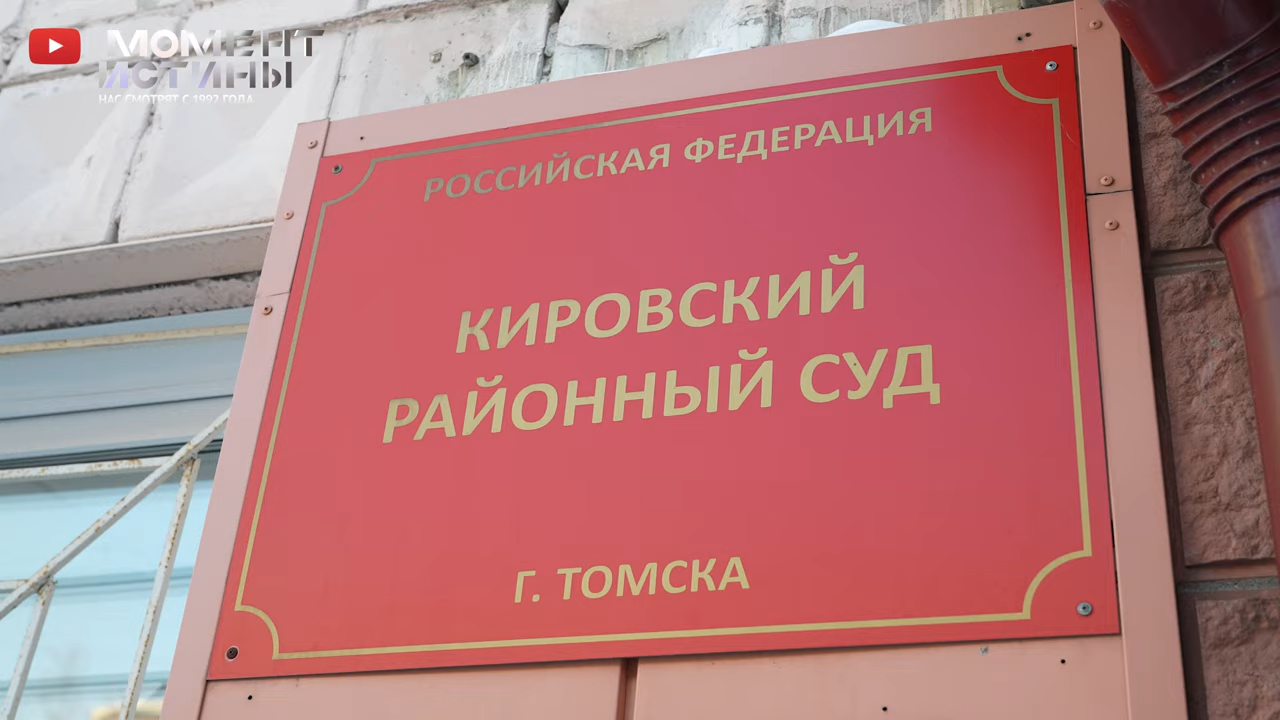 МОМЕНТ
ИСТИНЫ
НАС СМОТРЯТ С 1992 ГОДА
РОССИЙСКАЯ ФЕДЕРАЦИЯ
КИРОВСКИЙ
РАЙОННЫЙ СУД
Г. ТОМСКА